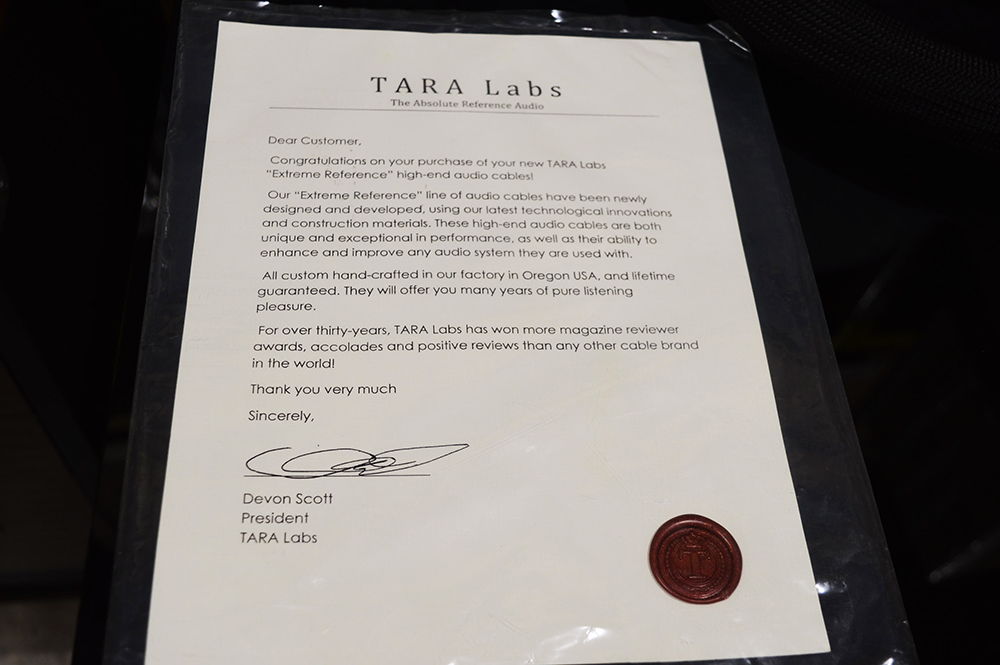 TARA Labs
The Absolute Reference Audio
Dear Customer,
Congratulations on your purchase of your new TARA Labs
"Extreme Reference" high-end audio cables!
Our "Extreme Reference" line of audio cables have been newly
designed and developed, using our latest technological innovations
and construction materials. These high-end audio cables are both
unique and exceptional in performance, as well as their ability to
enhance and improve any audio system they are used with.
All custom hand-crafted in our factory in Oregon USA, and lifetime
guaranteed. They will offer you many years of pure listening
pleasure.
For over thirty-years, TARA Labs has won more magazine reviewer
awards, accolades and positive reviews than any other cable brand
in the world!
Thank you very much
Sincerely,
Devon Scott
President
TARA Labs